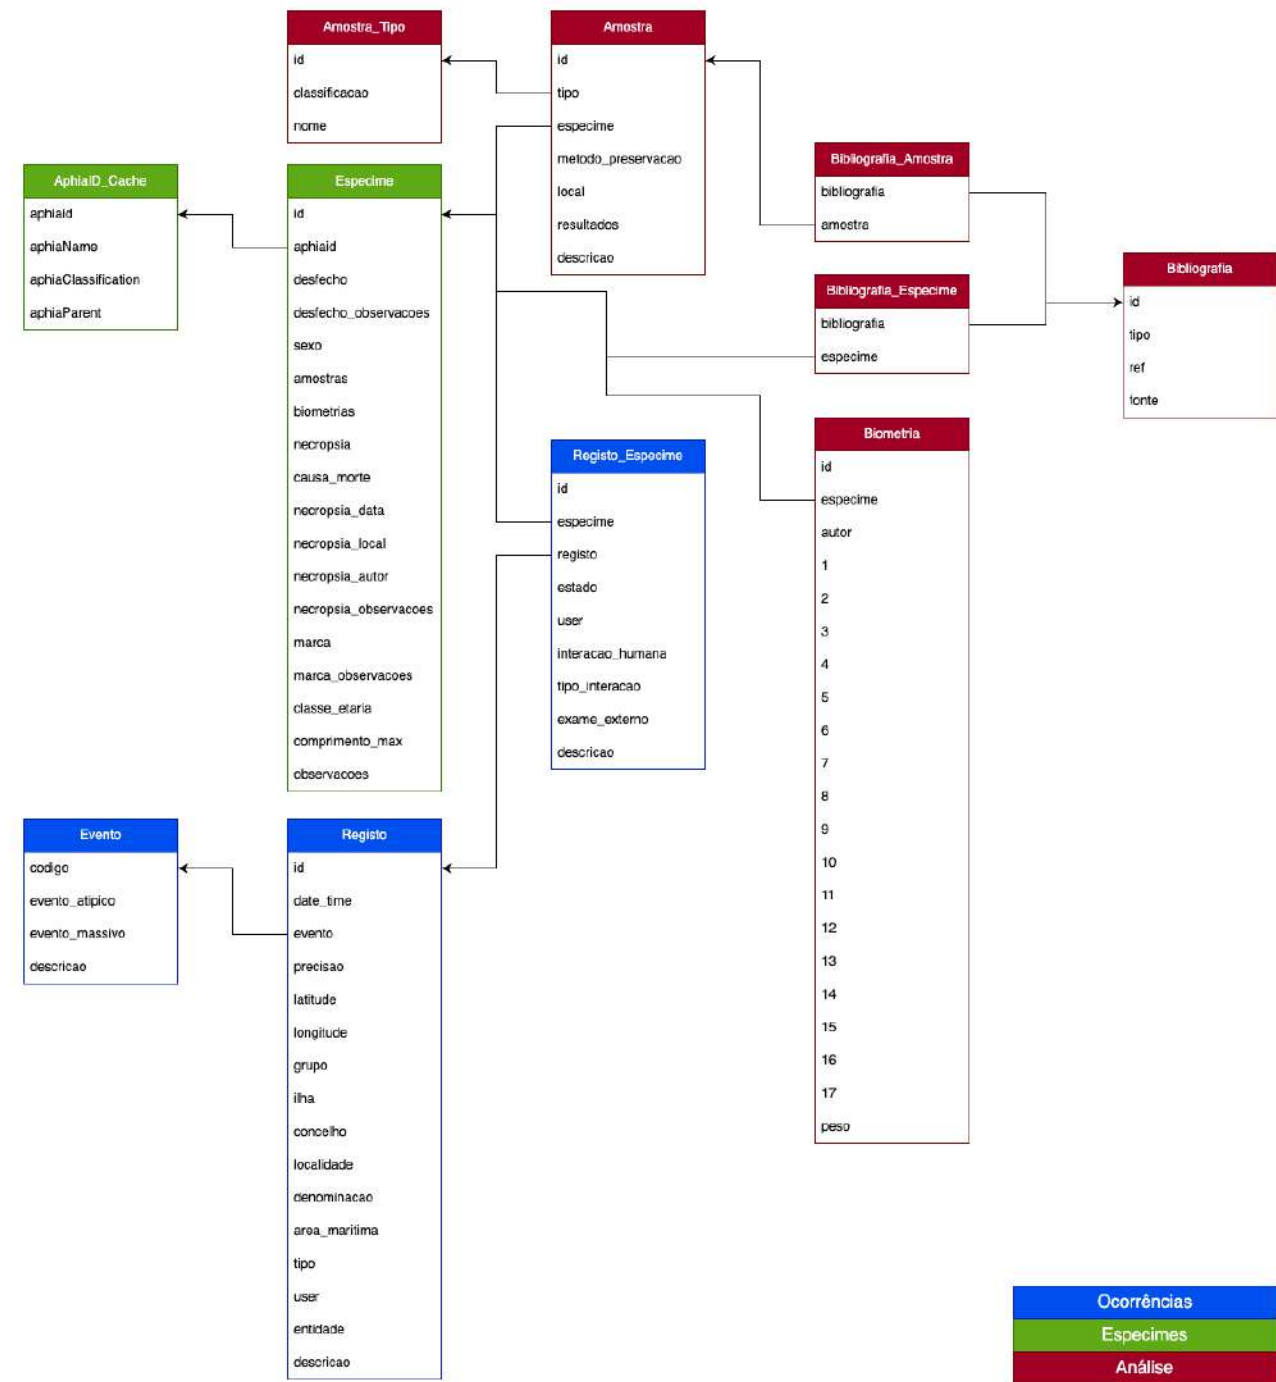 Amostra_Tipo
id
classificacao
nome
Amostra
id
tipo
especime
metodo_preservacao
local
resultados
descricao
Bibliografia_Amostra
bibliografia
amostra
Bibliografia_Especime
bibliografia
especime
Bibliografia
id
tipo
ref
fonte
AphiaID_Cache
aphiaid
aphiaName
aphiaClassification
aphiaParent
Especime
id
aphiaid
desfecho
desfecho_observacoes
sexo
amostras
biometrias
necropsia
causa_morte
necropsia_data
necropsia_local
necropsia_autor
necropsia_observacoes
marca
marca_observacoes
classe_etaria
comprimento_max
observacoes
Registo_Especime
id
especime
registo
estado
user
interacao_humana
tipo_interacao
exame_externo
descricao
Biometria
id
especime
autor
1
2
3
4
5
6
7
8
9
10
11
12
13
14
15
16
17
peso
Evento
codigo
evento_atipico
evento_massivo
descricao
Registo
id
date_time
evento
precisao
latitude
longitude
grupo
ilha
concelho
localidade
denominacao
area_maritima
tipo
user
entidade
descricao
Ocorrências
Especimes
Análise